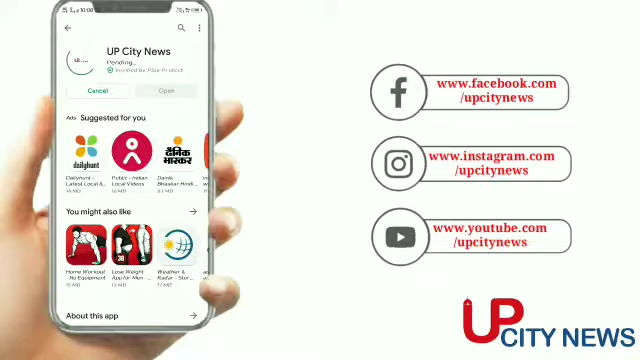 10:08
UP City News
Pending...
Verified by Play Protect
Cancel
Open
Ads Suggested for you
dailyhunt
दैनिक
भास्कर
Dailyhunt -
Latest Local &...
Public - Indian
Local Videos
Dainik
Bhaskar:Hindi...
You might also like
30
Home Workout
- No Equipment
Lose Weight
App for Men -...
Weather &
Radar - Stor...
About this app
www.facebook.com
/upcitynews
www.instagram.com
/upcitynews
www.youtube.com
/upcitynews
UP
CITY NEWS